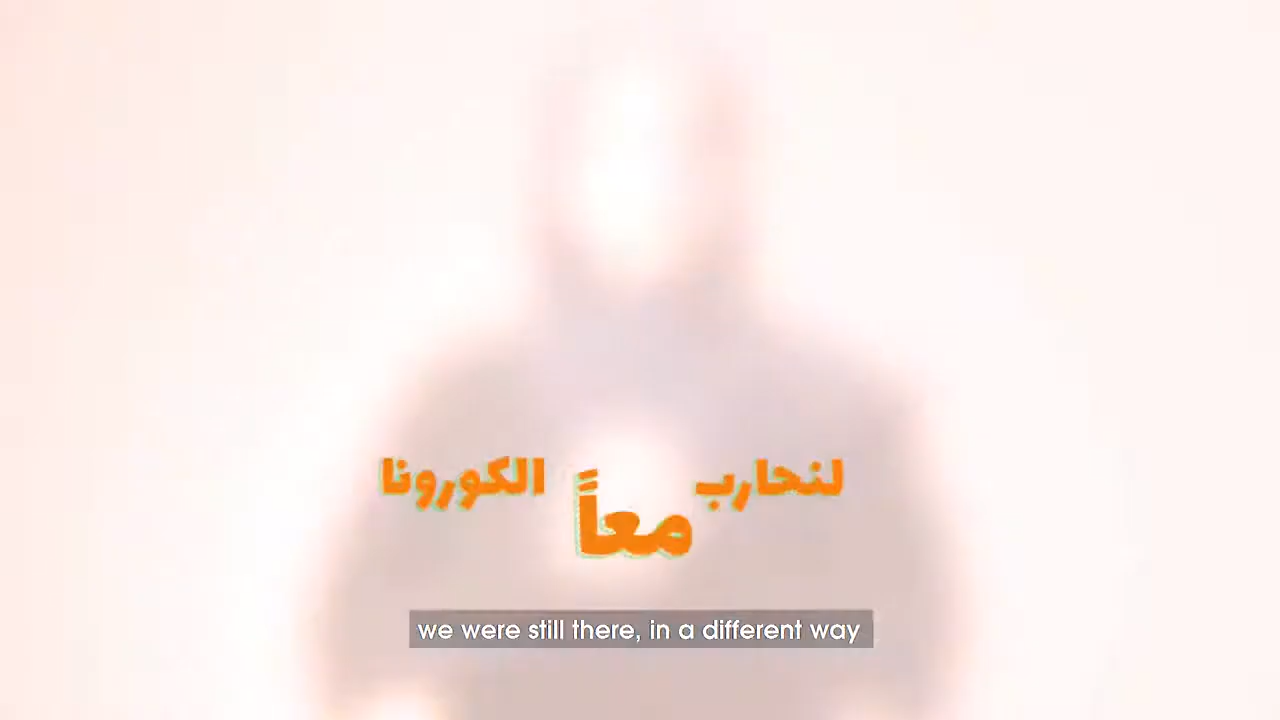 لنحارب معاً الكورونا
we were still there, in a different way